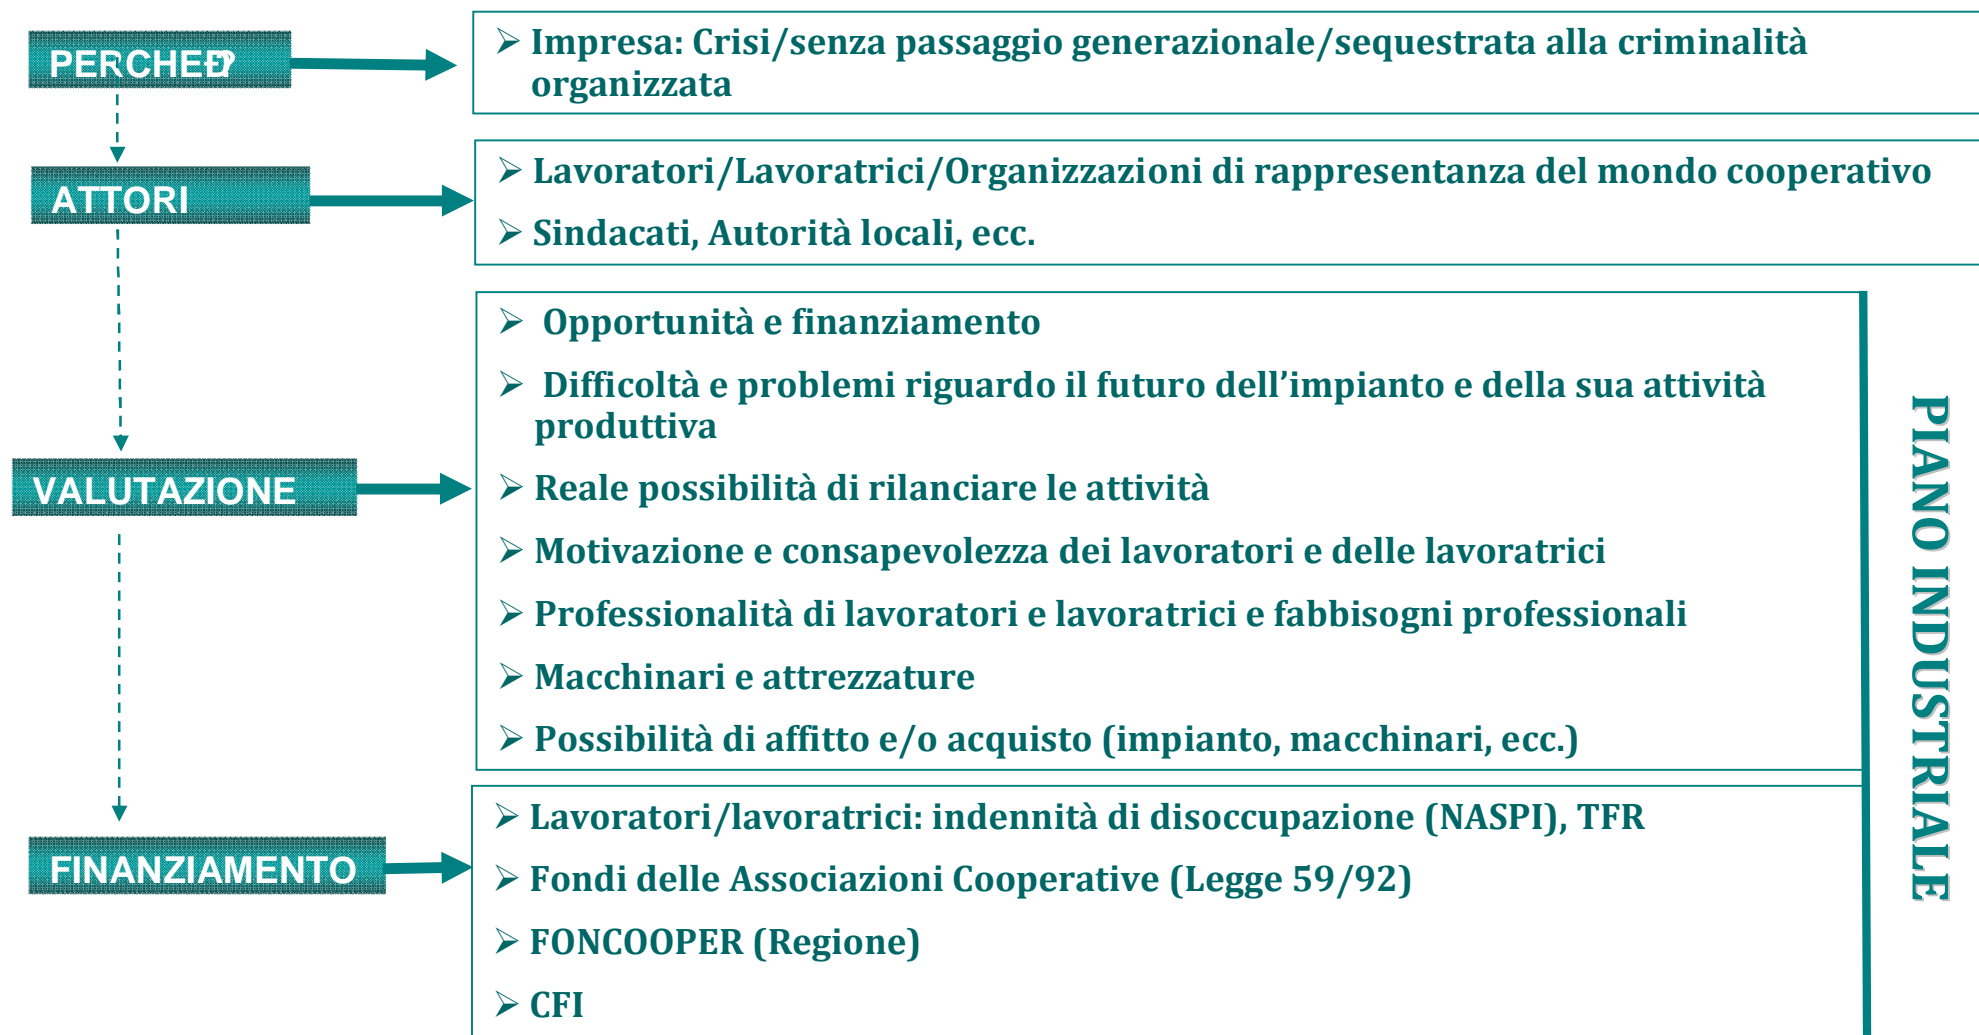 PERCHE
➢ Impresa: Crisi/senza passaggio generazionale/sequestrata alla criminalità
organizzata
ATTORI
➢ Lavoratori/Lavoratrici/Organizzazioni di rappresentanza del mondo cooperativo
➢ Sindacati, Autorità locali, ecc.
VALUTAZIONE
➢ Opportunità e finanziamento
➢ Difficoltà e problemi riguardo il futuro dell’impianto e della sua attività
produttiva
➢ Reale possibilità di rilanciare le attività
➢ Motivazione e consapevolezza dei lavoratori e delle lavoratrici
➢ Professionalità di lavoratori e lavoratrici e fabbisogni professionali
➢ Macchinari e attrezzature
➢ Possibilità di affitto e/o acquisto (impianto, macchinari, ecc.)
FINANZIAMENTO
➢ Lavoratori/lavoratrici: indennità di disoccupazione (NASPI), TFR
➢ Fondi delle Associazioni Cooperative (Legge 59/92)
➢ FONCOOPER (Regione)
➢ CFI
PIANO INDUSTRIALE